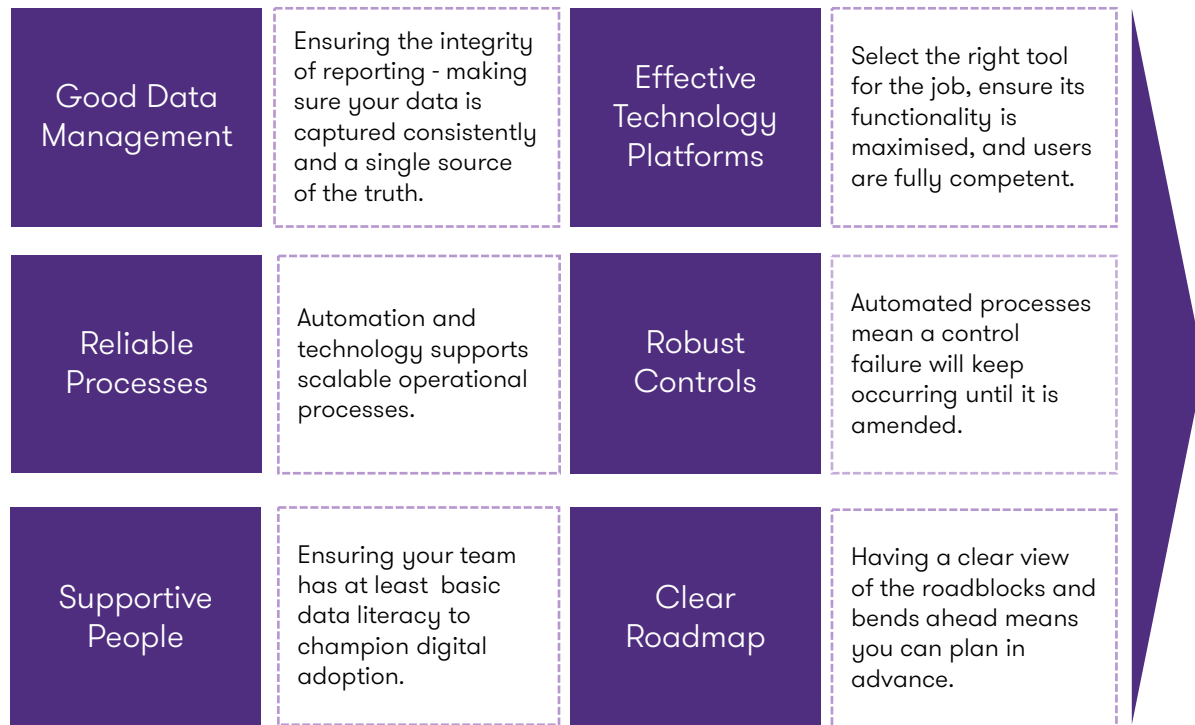 Good Data
Management
Ensuring the integrity
of reporting - making
sure your data is
captured consistently
and a single source
of the truth.
Effective
Technology
Platforms
Select the right tool
for the job, ensure its
functionality is
maximised, and users
are fully competent.
Reliable
Processes
Automation and
technology supports
scalable operational
processes.
Robust
Controls
Automated processes
mean a control
failure will keep
occurring until it is
amended.
Supportive
People
Ensuring your team
has at least  basic
data literacy to
champion digital
adoption.
Clear
Roadmap
Having a clear view
of the roadblocks and
bends ahead means
you can plan in
advance.